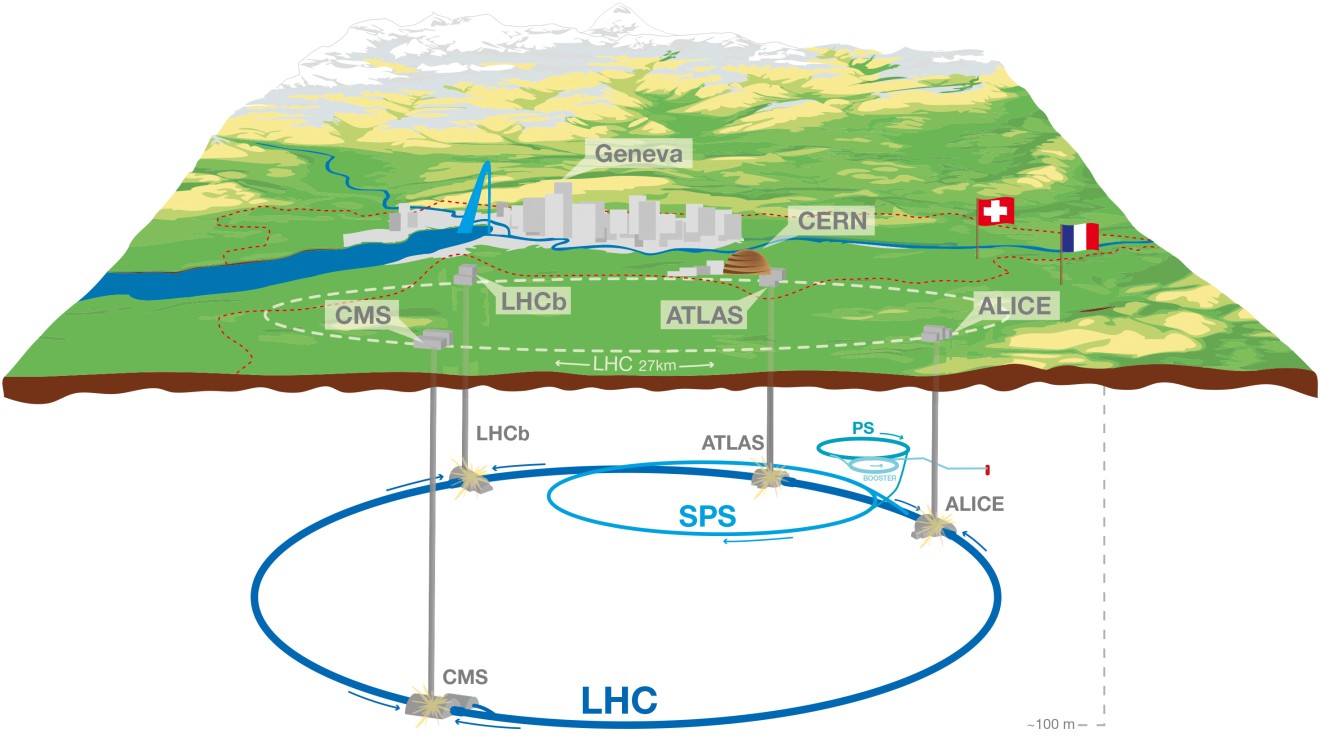 Geneva
CERN
LHCb
ATLAS
ALICE
CMS
LHC 27km
PS
LHCb
ATLAS
BOOSTER
ALICE
SPS
CMS
LHC
~100 m